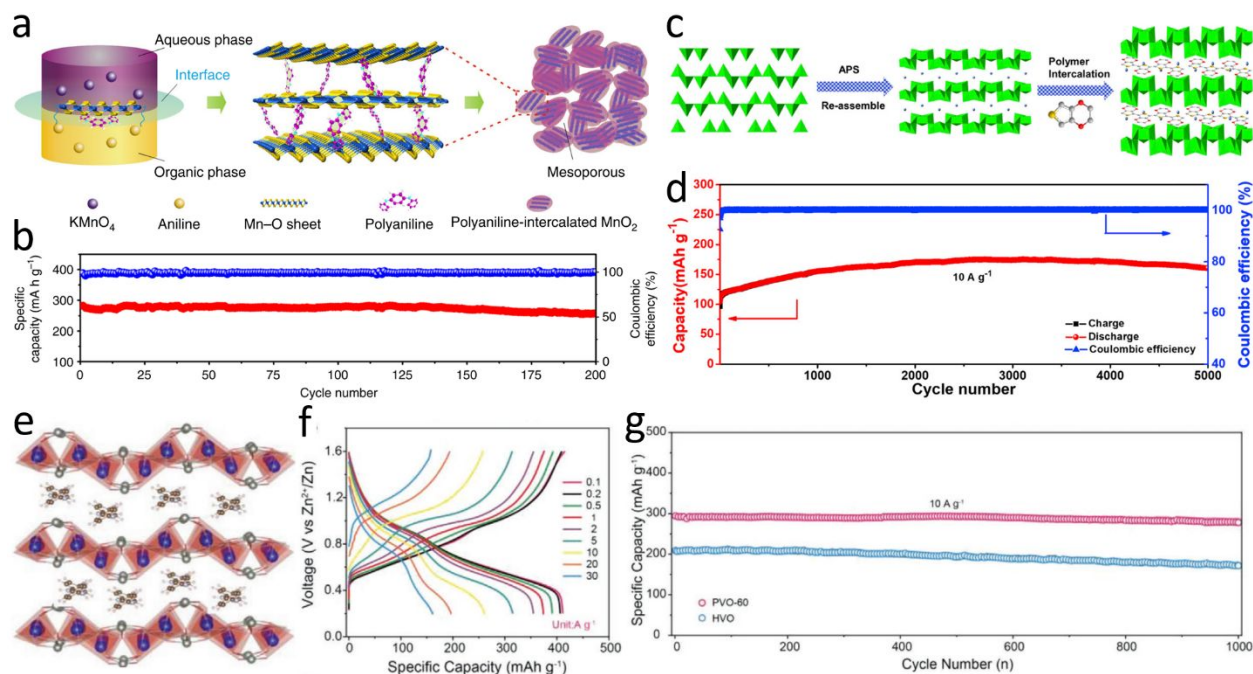 a
Aqueous phase
Interface
Organic phase
Mesoporous
KMnO₄
Aniline
Mn–O sheet
Polyaniline
Polyaniline-intercalated MnO₂
b
Specific
capacity (mA h g⁻¹)
400
300
200
100
100
50
0
Coulombic
efficiency (%)
0
25
50
75
100
125
150
175
200
Cycle number
c
APS
Re-assemble
Polymer
Intercalation
d
Capacity(mAh g⁻¹)
300
275
250
225
200
175
150
125
100
75
50
25
0
10 A g⁻¹
Charge
Discharge
Coulombic efficiency
100
80
60
40
Coulombic efficiency (%)
1000
2000
3000
4000
5000
Cycle number
e
f
Voltage (V vs Zn²⁺/Zn)
1.6
1.2
0.8
0.4
0.0
0.1
0.2
0.5
1
2
5
10
20
30
Unit:A g⁻¹
0
100
200
300
400
500
Specific Capacity (mAh g⁻¹)
g
Specific Capacity (mAh g⁻¹)
500
400
300
200
100
0
10 A g⁻¹
PVO-60
HVO
0
200
400
600
800
1000
Cycle Number (n)